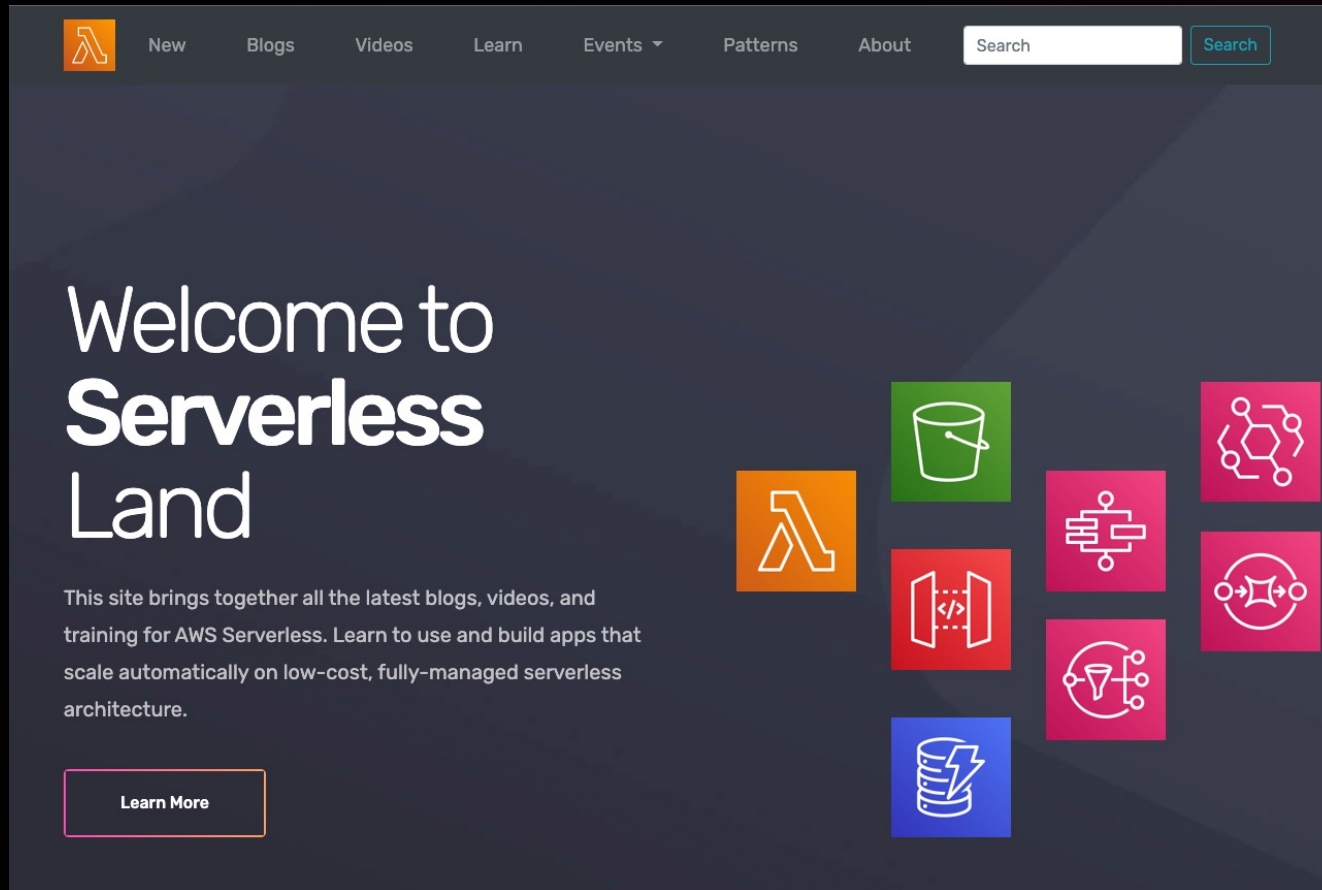 New Blogs Videos Learn Events Patterns About Search Search
Welcome to
Serverless
Land
This site brings together all the latest blogs, videos, and
training for AWS Serverless. Learn to use and build apps that
scale automatically on low-cost, fully-managed serverless
architecture.
Learn More